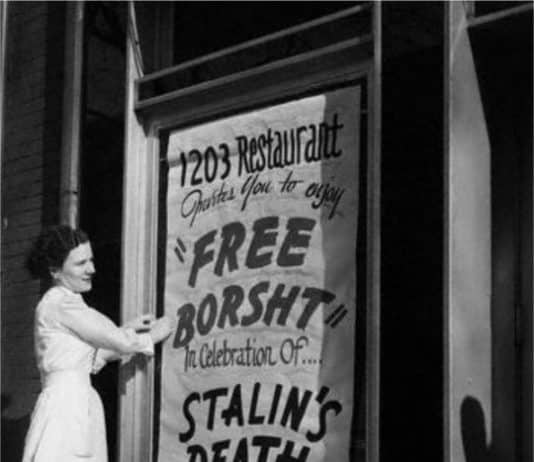 1203 Restaurant
Invites You to enjoy
"FREE
BORSHT"
In Celebration Of....
STALIN'S
DEATH